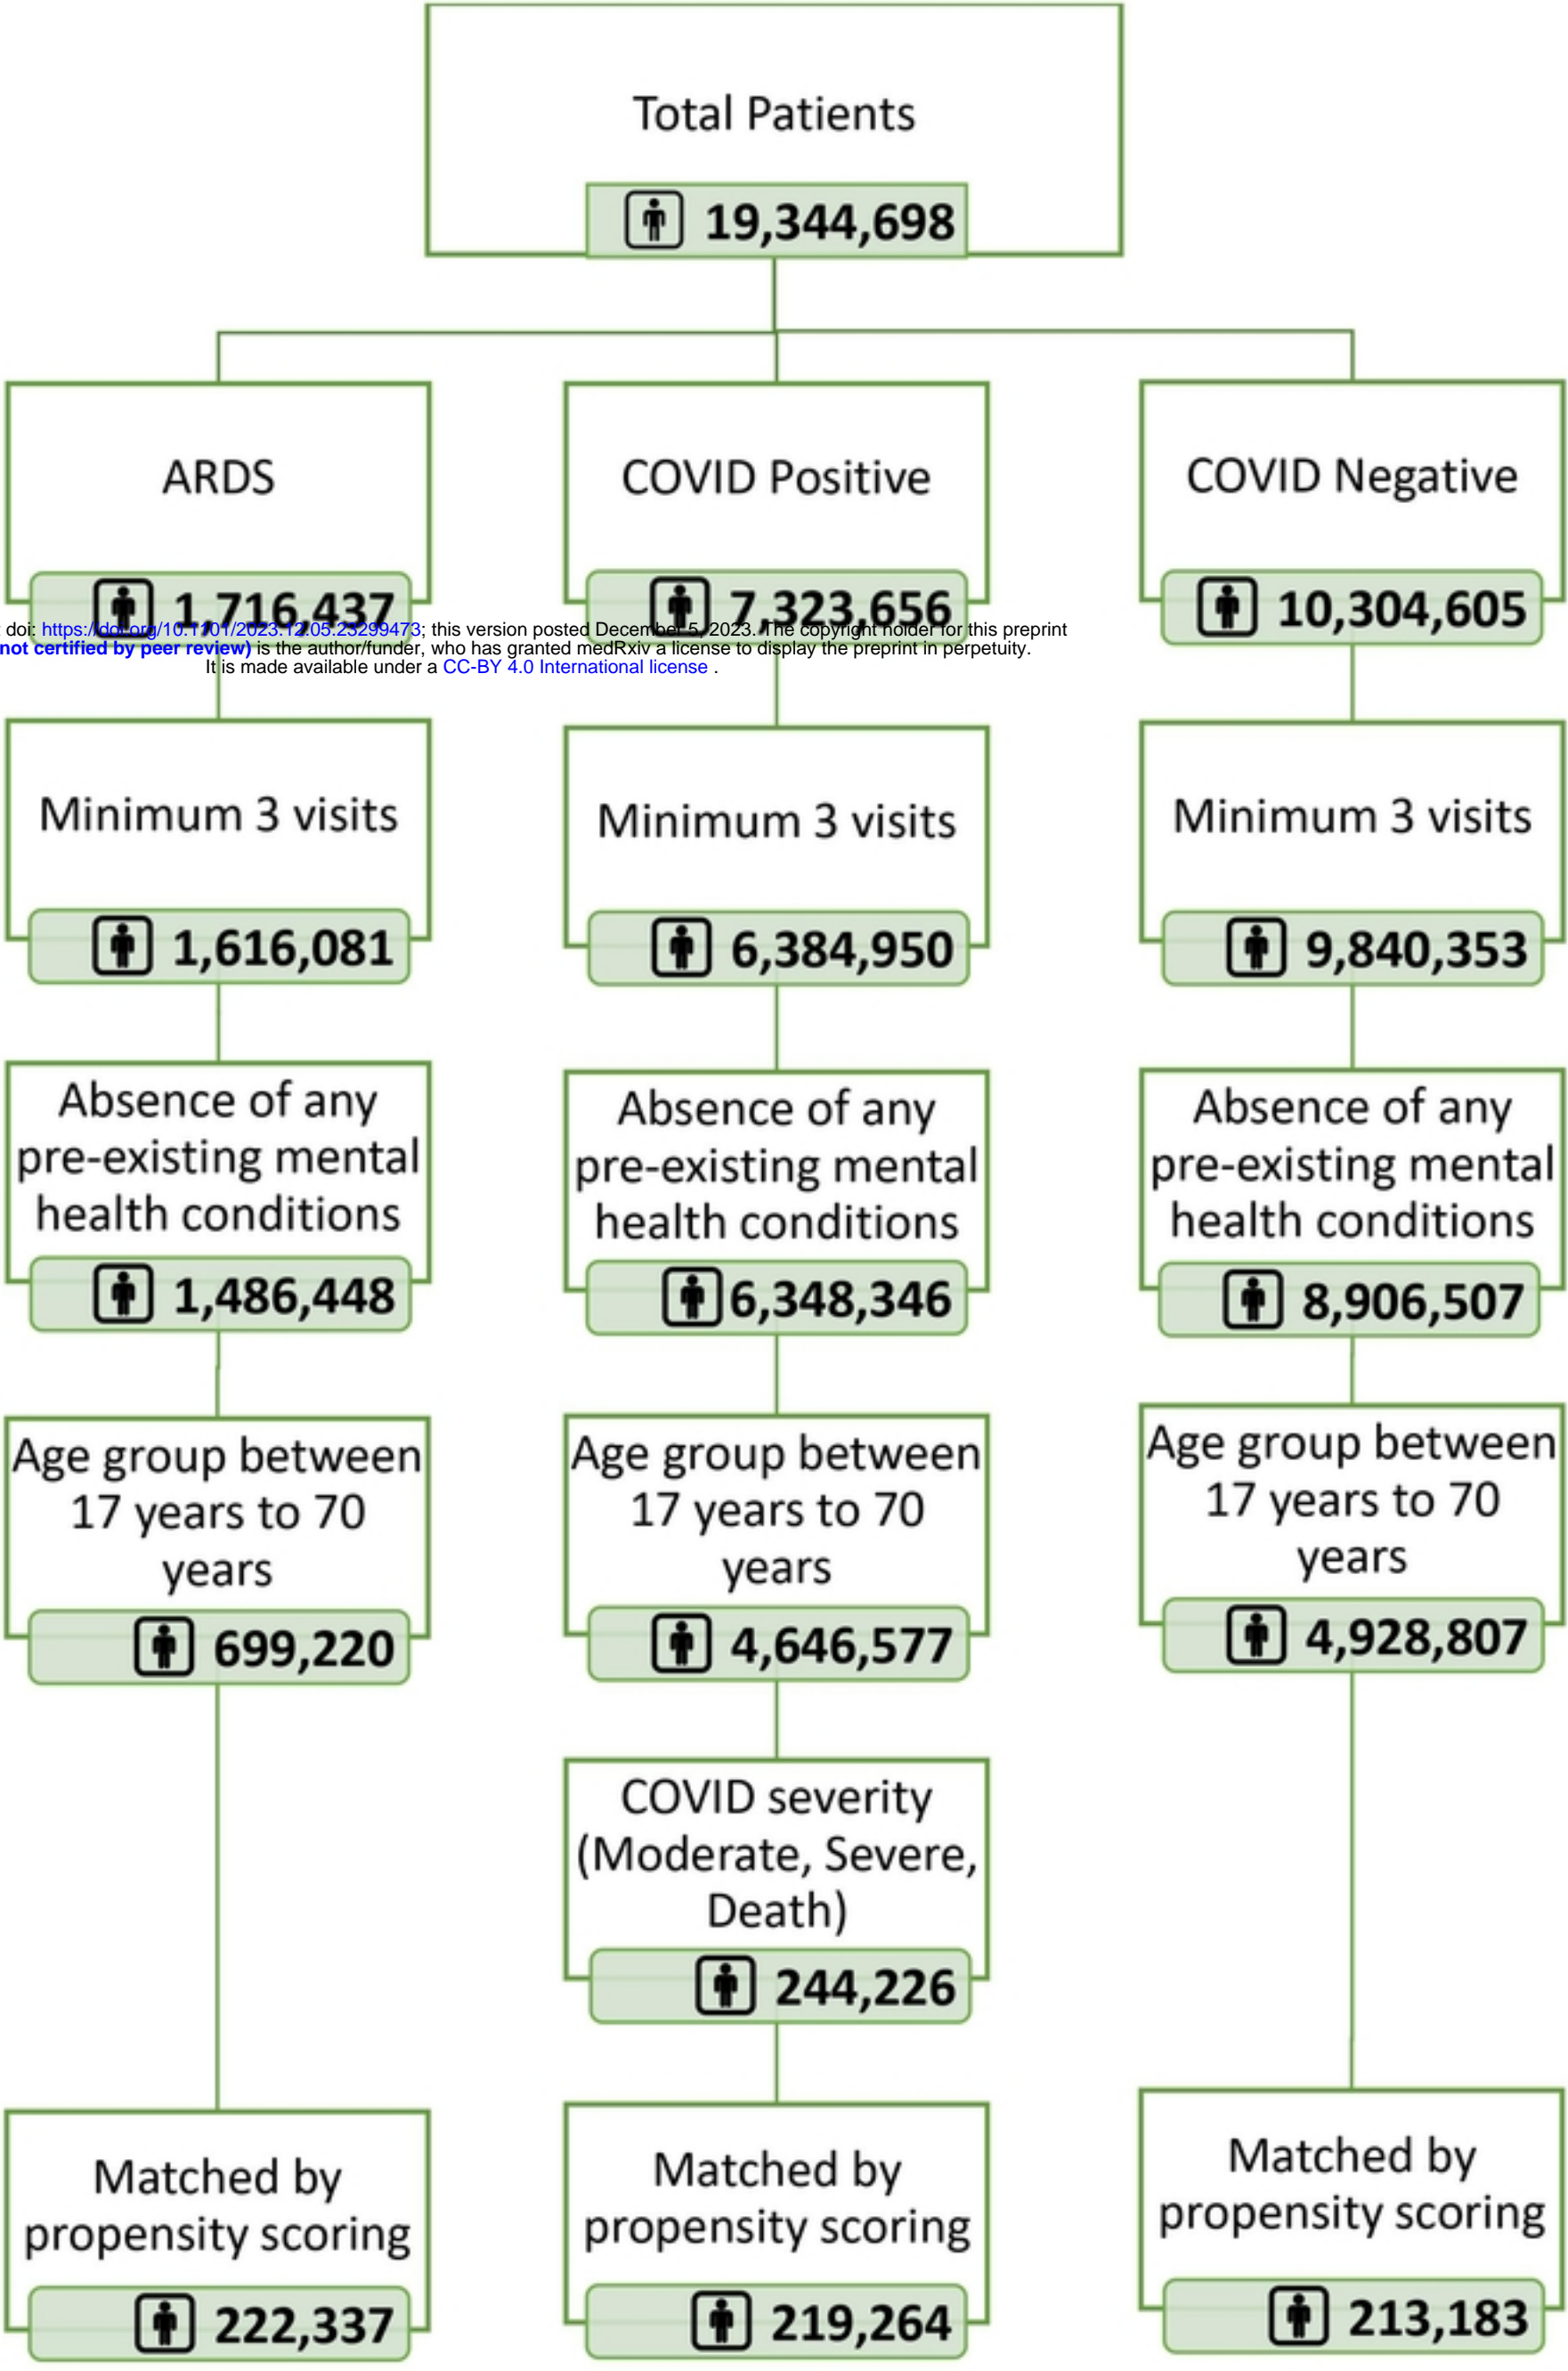 Total Patients
19,344,698
ARDS
1,716,437
COVID Positive
7,323,656
COVID Negative
10,304,605
doi: https://doi.org/10.1101/2023.12.05.23299473; this version posted December 5, 2023. The copyright holder for this preprint
not certified by peer review) is the author/funder, who has granted medRxiv a license to display the preprint in perpetuity.
It is made available under a CC-BY 4.0 International license .
Minimum 3 visits
1,616,081
Minimum 3 visits
6,384,950
Minimum 3 visits
9,840,353
Absence of any
pre-existing mental
health conditions
1,486,448
Absence of any
pre-existing mental
health conditions
6,348,346
Absence of any
pre-existing mental
health conditions
8,906,507
Age group between
17 years to 70
years
699,220
Age group between
17 years to 70
years
4,646,577
Age group between
17 years to 70
years
4,928,807
COVID severity
(Moderate, Severe,
Death)
244,226
Matched by
propensity scoring
222,337
Matched by
propensity scoring
219,264
Matched by
propensity scoring
213,183